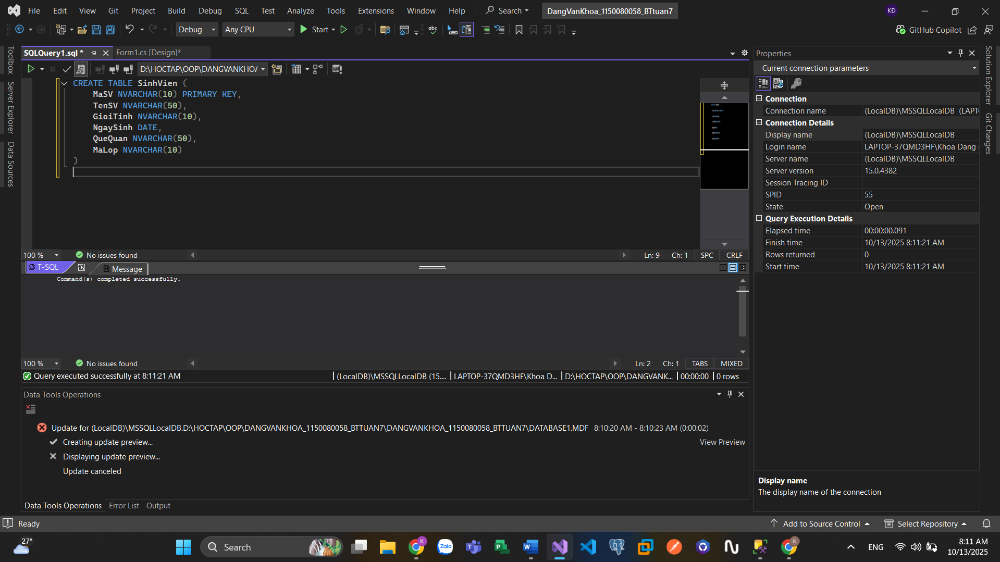 File Edit View Git Project Build Debug SQL Test Analyze Tools Extensions Window Help Search DangVanKhoa_1150080058_BTtuan7 KĐ
Debug Any CPU Start GitHub Copilot
SQLQuery1.sql * Form1.cs [Design]*
D:\HOCTAP\OOP\DANGVANKHOA
Toolbox
Server Explorer
Data Sources
CREATE TABLE SinhVien (
MaSV NVARCHAR(10) PRIMARY KEY,
TenSV NVARCHAR(50),
GioiTinh NVARCHAR(10),
NgaySinh DATE,
QueQuan NVARCHAR(50),
MaLop NVARCHAR(10)
)
100 % No issues found Ln: 9 Ch: 1 SPC CRLF
T-SQL Message
Command(s) completed successfully.
100 % No issues found Ln: 2 Ch: 1 TABS MIXED
Query executed successfully at 8:11:21 AM (LocalDB)\MSSQLLocalDB (15.... LAPTOP-37QMD3HF\Khoa D... D:\HOCTAP\OOP\DANGVANK... 00:00:00 0 rows
Data Tools Operations
Update for (LocalDB)\MSSQLLocalDB.D:\HOCTAP\OOP\DANGVANKHOA_1150080058_BTTUAN7\DANGVANKHOA_1150080058_BTTUAN7\DATABASE1.MDF 8:10:20 AM - 8:10:23 AM (0:00:02)
Creating update preview... View Preview
Displaying update preview...
Update canceled
Data Tools Operations Error List Output
Properties
Current connection parameters
Connection
Connection name (LocalDB)\MSSQLLocalDB (LAPT
Connection Details
Display name (LocalDB)\MSSQLLocalDB
Login name LAPTOP-37QMD3HF\Khoa Dang (
Server name (LocalDB)\MSSQLLocalDB
Server version 15.0.4382
Session Tracing ID
SPID 55
State Open
Query Execution Details
Elapsed time 00:00:00.091
Finish time 10/13/2025 8:11:21 AM
Rows returned 0
Start time 10/13/2025 8:11:21 AM
Display name
The display name of the connection
Solution Explorer
Git Changes
Ready Add to Source Control Select Repository
27° Search Zalo ENG 8:11 AM
10/13/2025